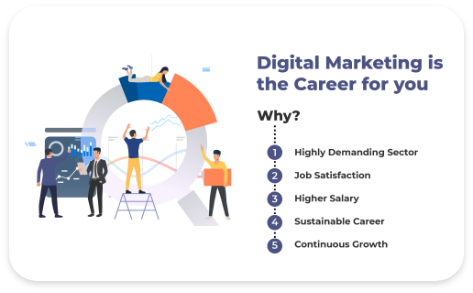 Digital Marketing is
the Career for you
Why?
1 Highly Demanding Sector
2 Job Satisfaction
3 Higher Salary
4 Sustainable Career
5 Continuous Growth